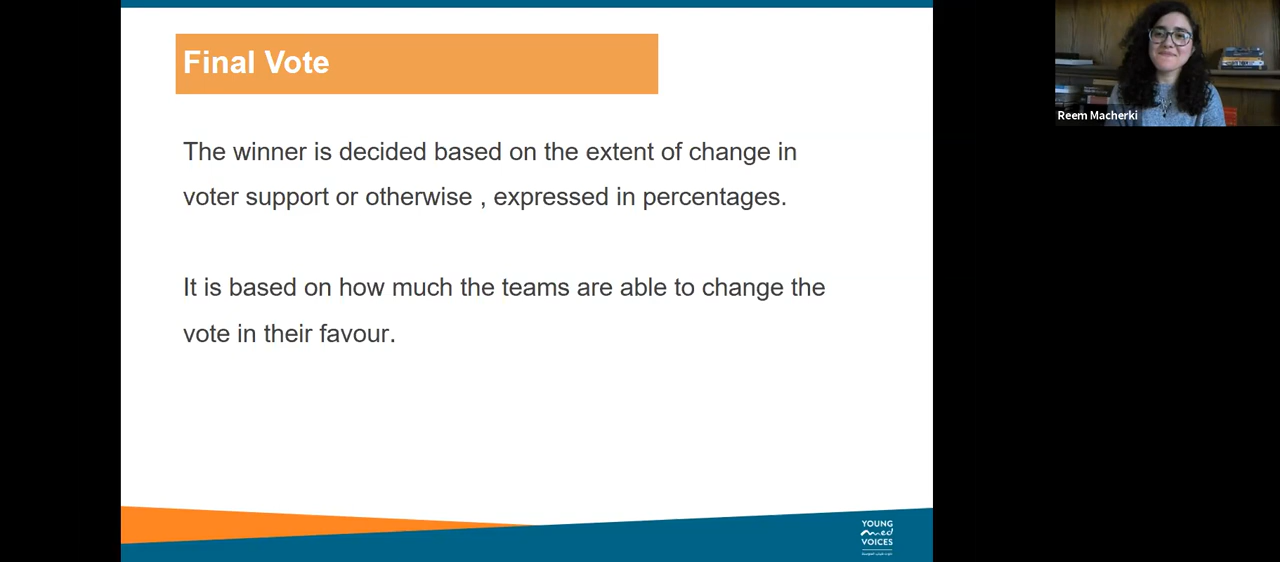 Final Vote
The winner is decided based on the extent of change in
voter support or otherwise , expressed in percentages.
It is based on how much the teams are able to change the
vote in their favour.
Reem Macherki
YOUNG
med
VOICES